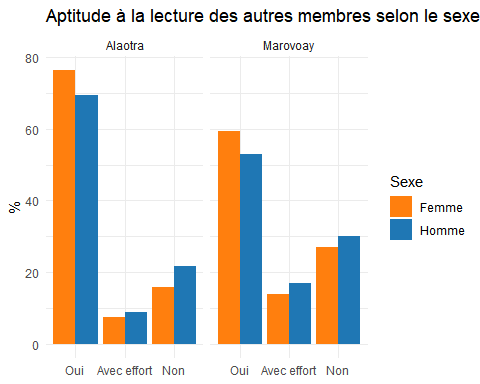 Aptitude à la lecture des autres membres selon le sexe
Alaotra Marovoay
80
60
40
20
0
%
Oui Avec effort Non Oui Avec effort Non
Sexe
Femme
Homme